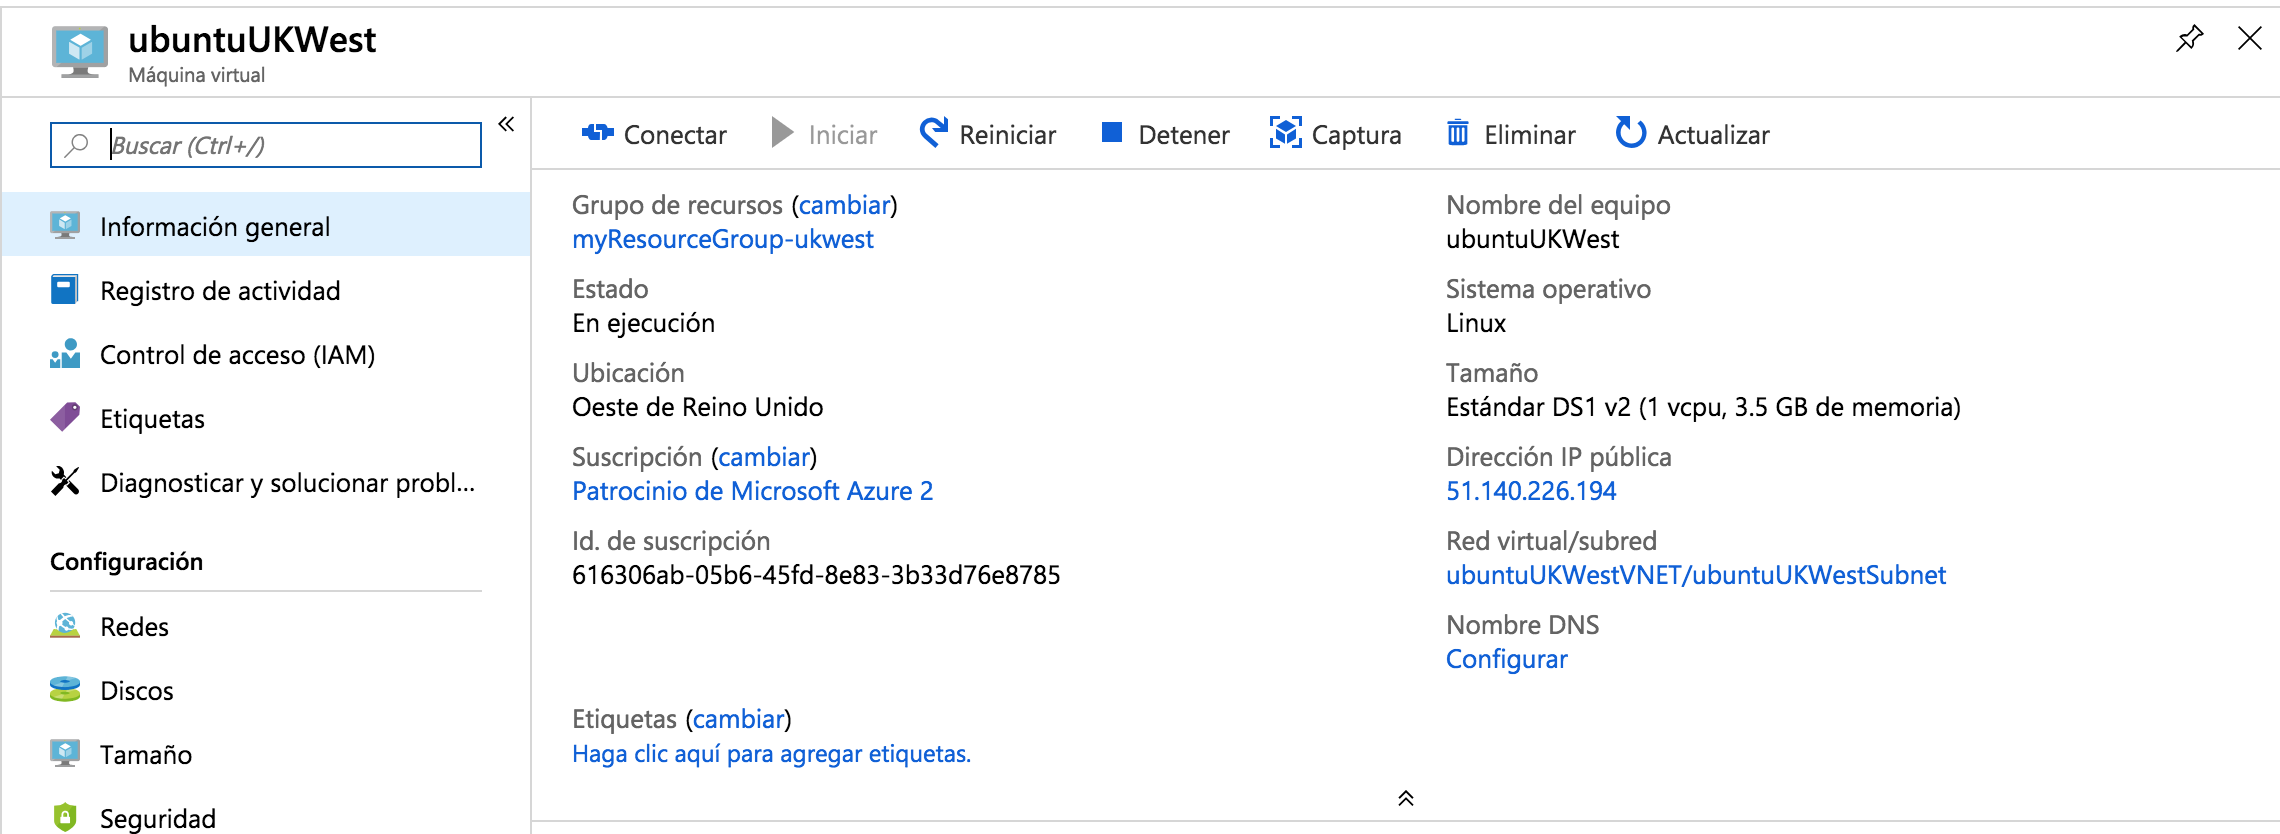 ubuntuUKWest
Máquina virtual
Buscar (Ctrl+/)
«
Información general
Registro de actividad
Control de acceso (IAM)
Etiquetas
Diagnosticar y solucionar probl...
Configuración
Redes
Discos
Tamaño
Seguridad
Conectar Iniciar Reiniciar Detener Captura Eliminar Actualizar
Grupo de recursos (cambiar)
myResourceGroup-ukwest
Estado
En ejecución
Ubicación
Oeste de Reino Unido
Suscripción (cambiar)
Patrocinio de Microsoft Azure 2
Id. de suscripción
616306ab-05b6-45fd-8e83-3b33d76e8785
Etiquetas (cambiar)
Haga clic aquí para agregar etiquetas.
Nombre del equipo
ubuntuUKWest
Sistema operativo
Linux
Tamaño
Estándar DS1 v2 (1 vcpu, 3.5 GB de memoria)
Dirección IP pública
51.140.226.194
Red virtual/subred
ubuntuUKWestVNET/ubuntuUKWestSubnet
Nombre DNS
Configurar